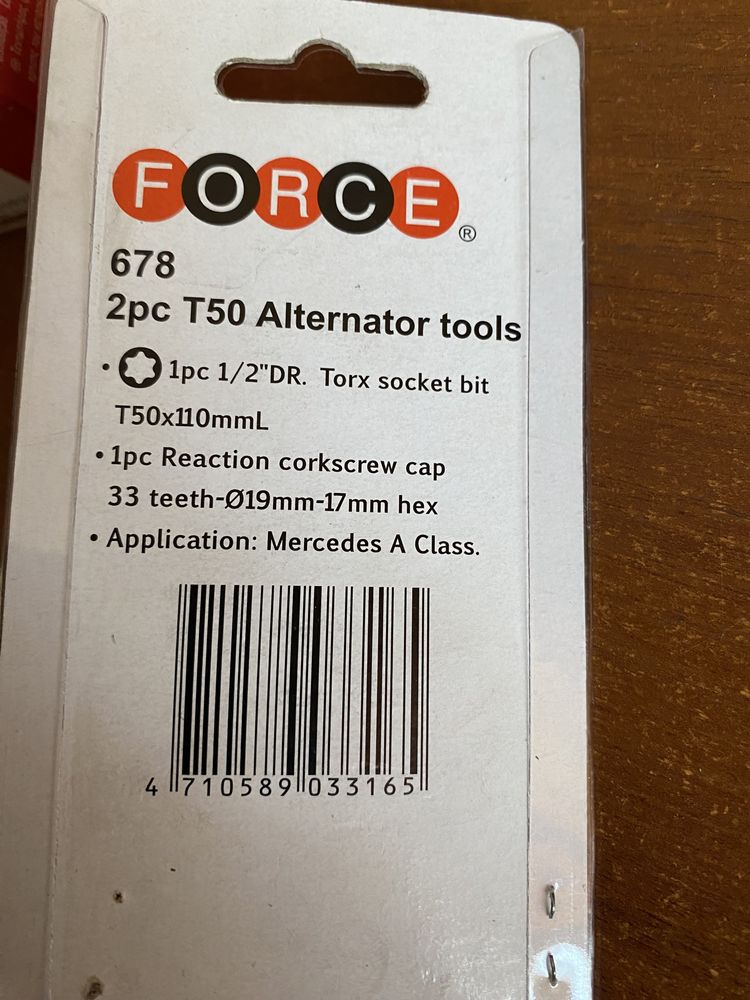 FORCE ®
678
2pc T50 Alternator tools
• 1pc 1/2"DR. Torx socket bit
T50x110mmL
• 1pc Reaction corkscrew cap
33 teeth-Ø19mm-17mm hex
• Application: Mercedes A Class.
4 710589 033165